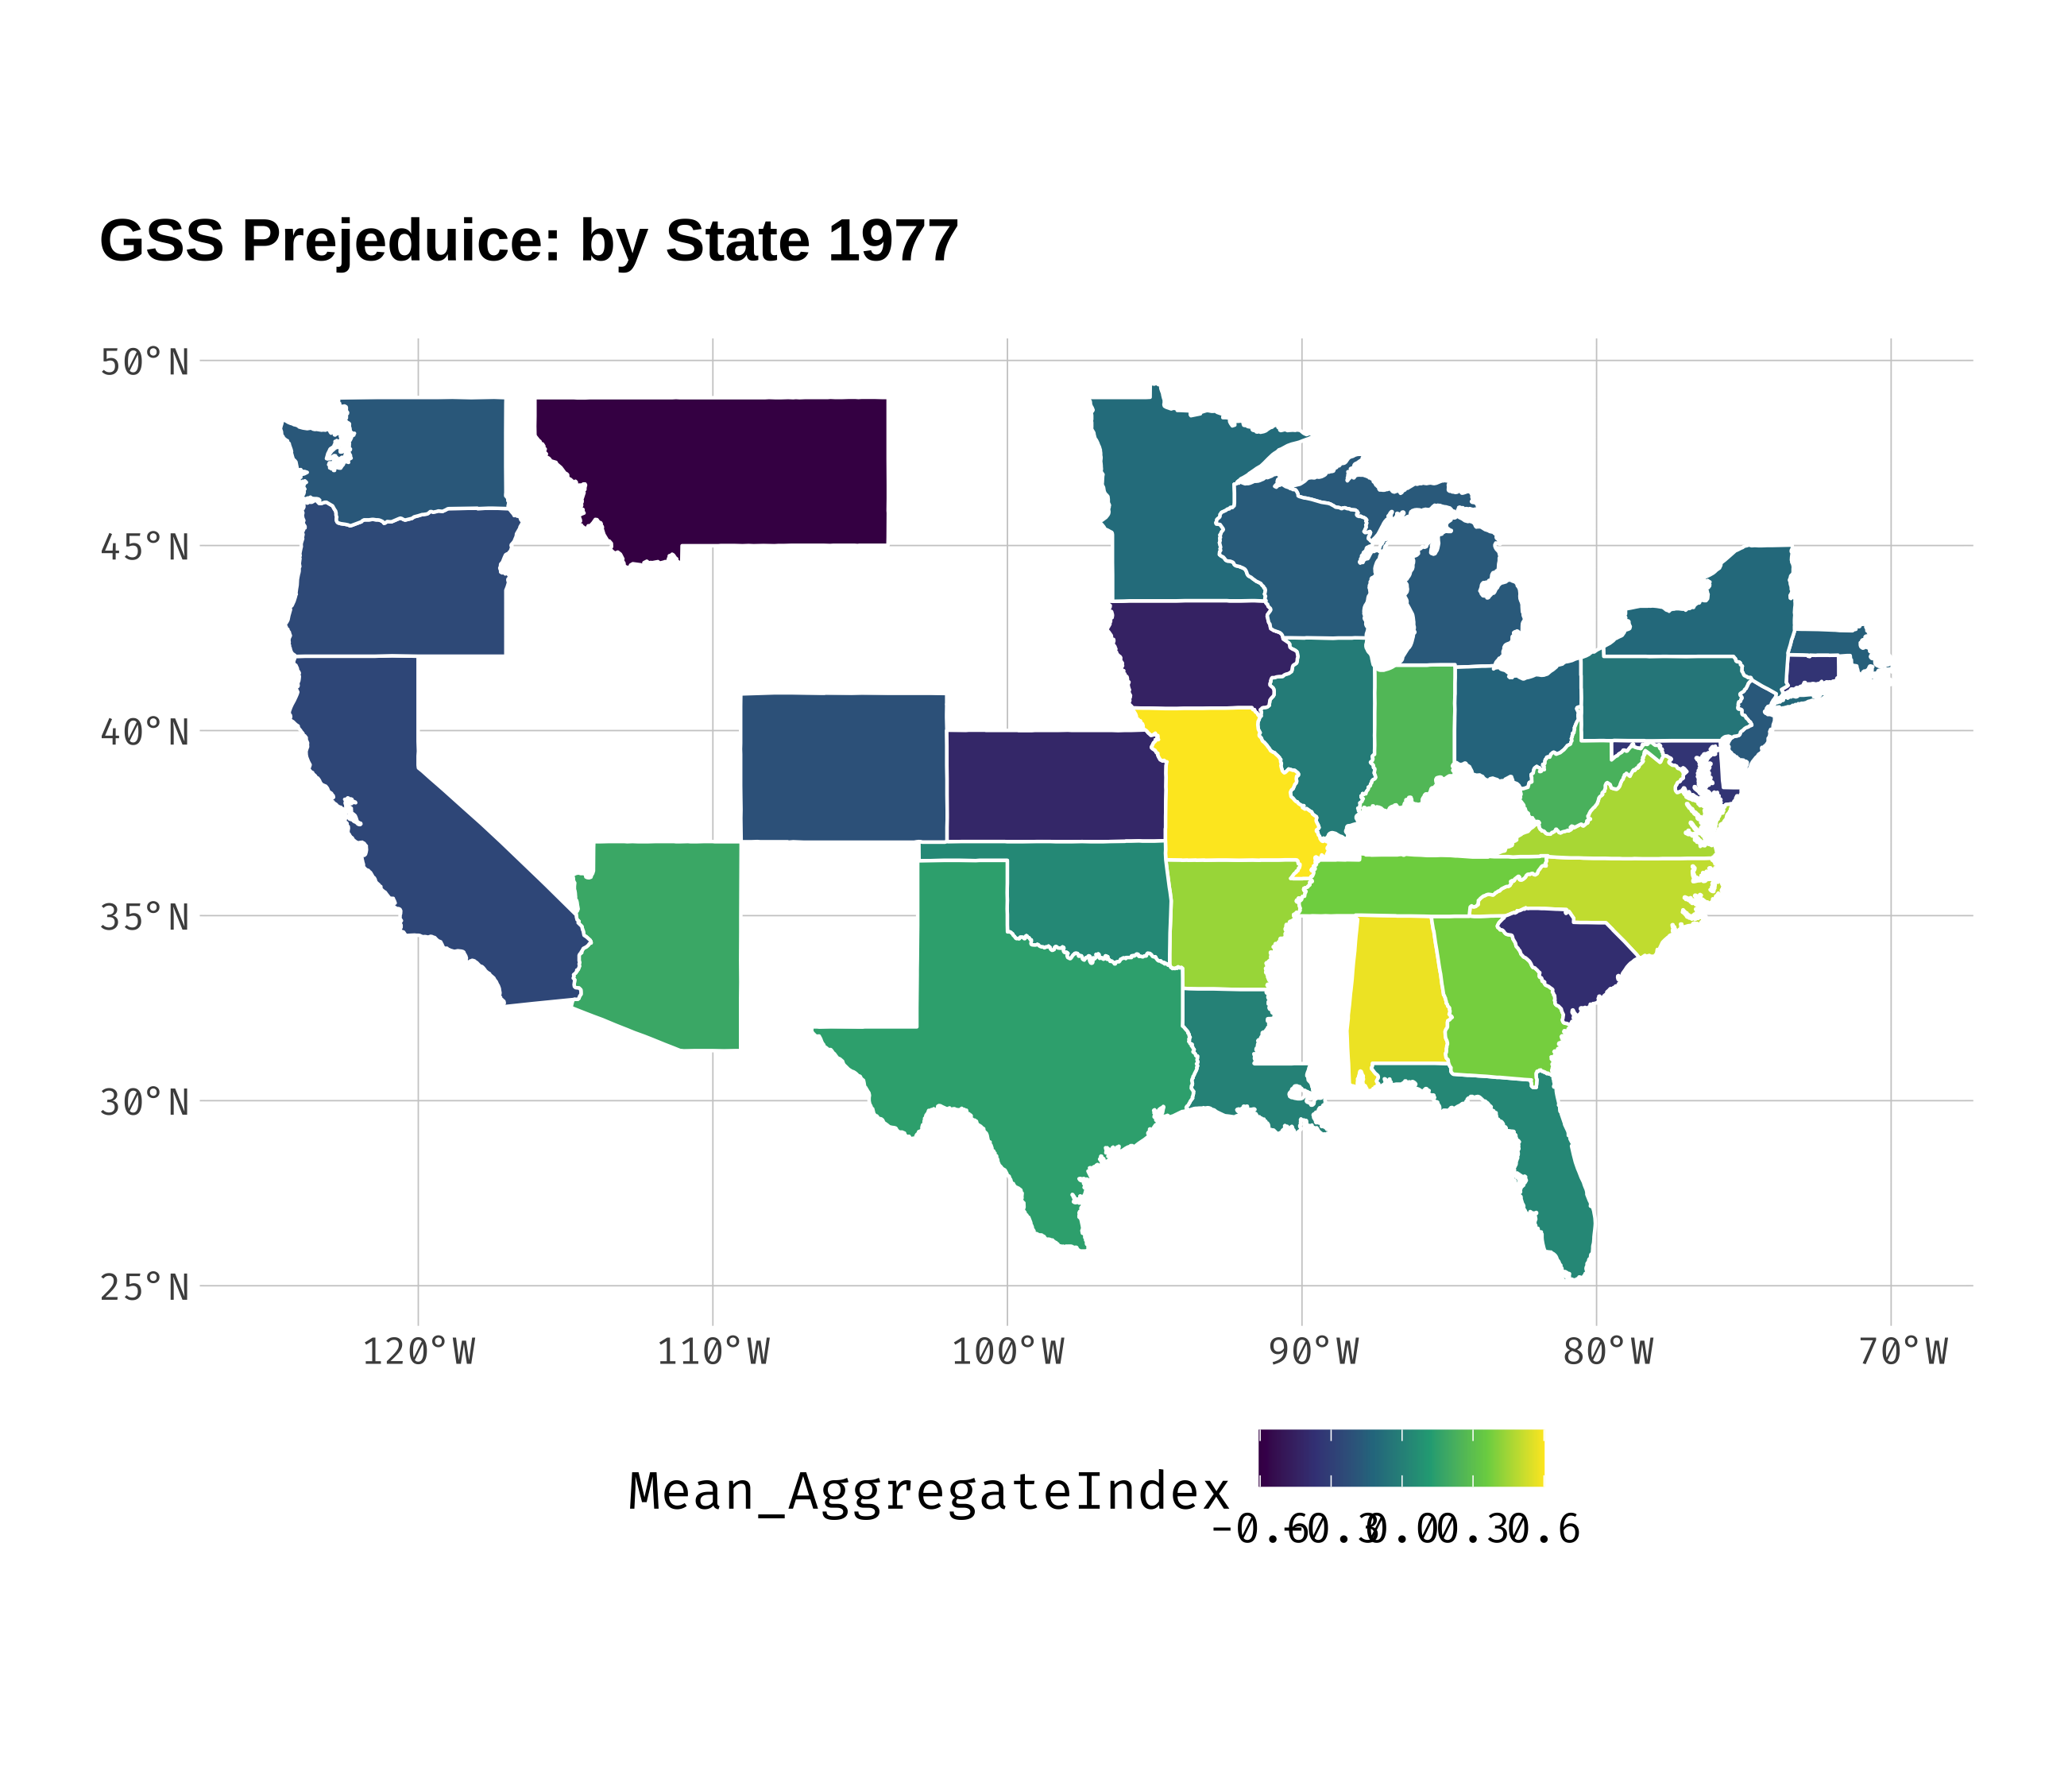 GSS Prejeduice: by State 1977
50°N
45°N
40°N
35°N
30°N
25°N
120°W 110°W 100°W 90°W 80°W 70°W
Mean_AggregateIndex
-0.6 -0.3 0.0 0.3 0.6